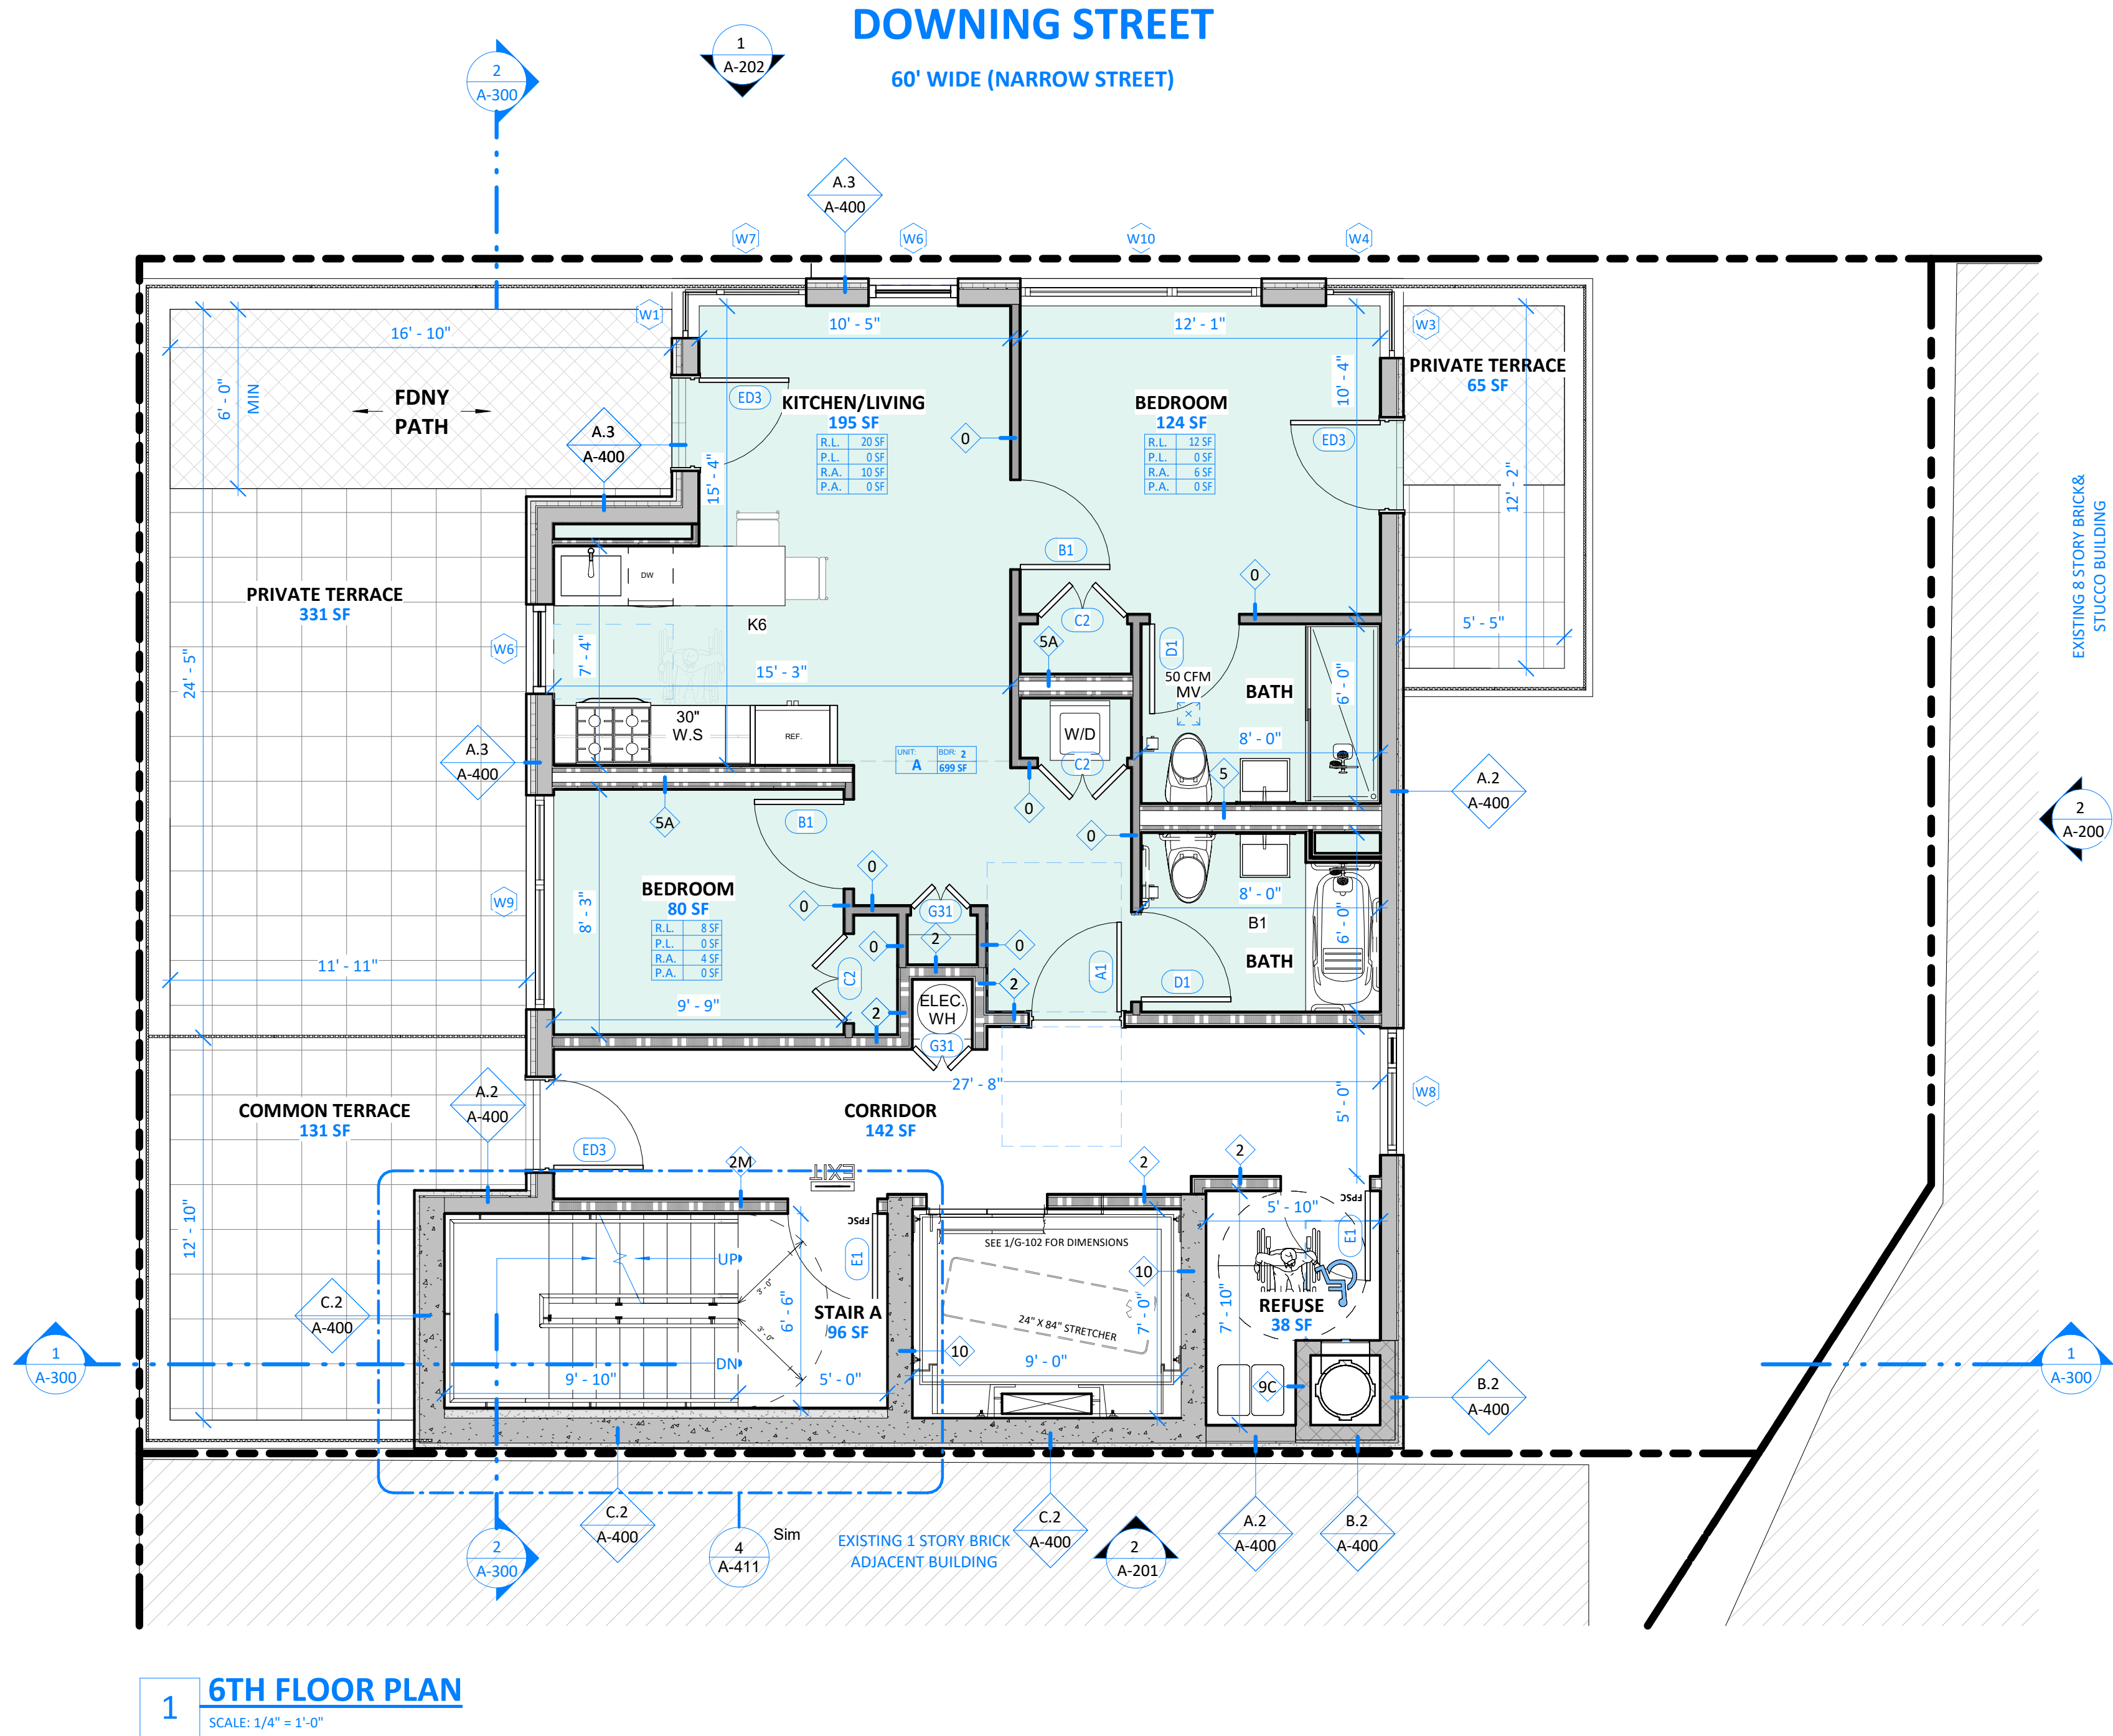 DOWNING STREET
60' WIDE (NARROW STREET)
1
A-202
2
A-300
A.3
A-400
W7
W6
W10
W4
W1
W3
16' - 10"
10' - 5"
12' - 1"
6' - 0"
MIN
FDNY
PATH
A.3
A-400
ED3
KITCHEN/LIVING
195 SF
R.L. 20 SF
P.L. 0 SF
R.A. 10 SF
P.A. 0 SF
15' - 4"
0
BEDROOM
124 SF
R.L. 12 SF
P.L. 0 SF
R.A. 6 SF
P.A. 0 SF
10' - 4"
ED3
PRIVATE TERRACE
65 SF
12' - 2"
5' - 5"
EXISTING 8 STORY BRICK&
STUCCO BUILDING
B1
DW
K6
PRIVATE TERRACE
331 SF
24' - 5"
W6
7' - 4"
15' - 3"
C2
5A
0
D1
50 CFM
MV
BATH
6' - 0"
8' - 0"
30"
W.S
REF.
W/D
C2
A.3
A-400
UNIT:
A
BDR: 2
699 SF
5
0
0
5A
B1
A.2
A-400
2
A-200
BEDROOM
80 SF
R.L. 8 SF
P.L. 0 SF
R.A. 4 SF
P.A. 0 SF
8' - 3"
9' - 9"
W9
11' - 11"
0
0
0
C2
2
G31
2
0
2
ELEC.
WH
G31
A1
D1
8' - 0"
B1
BATH
6' - 0"
27' - 8"
5' - 0"
W8
A.2
A-400
COMMON TERRACE
131 SF
12' - 10"
ED3
CORRIDOR
142 SF
2M
EXIT
2
2
FPSC
FPSC
E1
E1
UP
DN
3' - 0"
3' - 0"
6' - 6"
STAIR A
96 SF
9' - 10"
5' - 0"
SEE 1/G-102 FOR DIMENSIONS
24" X 84" STRETCHER
7' - 0"
9' - 0"
10
10
5' - 10"
7' - 10"
REFUSE
38 SF
9C
C.2
A-400
1
A-300
1
A-300
B.2
A-400
C.2
A-400
2
A-300
4
A-411
Sim
EXISTING 1 STORY BRICK
ADJACENT BUILDING
C.2
A-400
2
A-201
A.2
A-400
B.2
A-400
1
6TH FLOOR PLAN
SCALE: 1/4" = 1'-0"